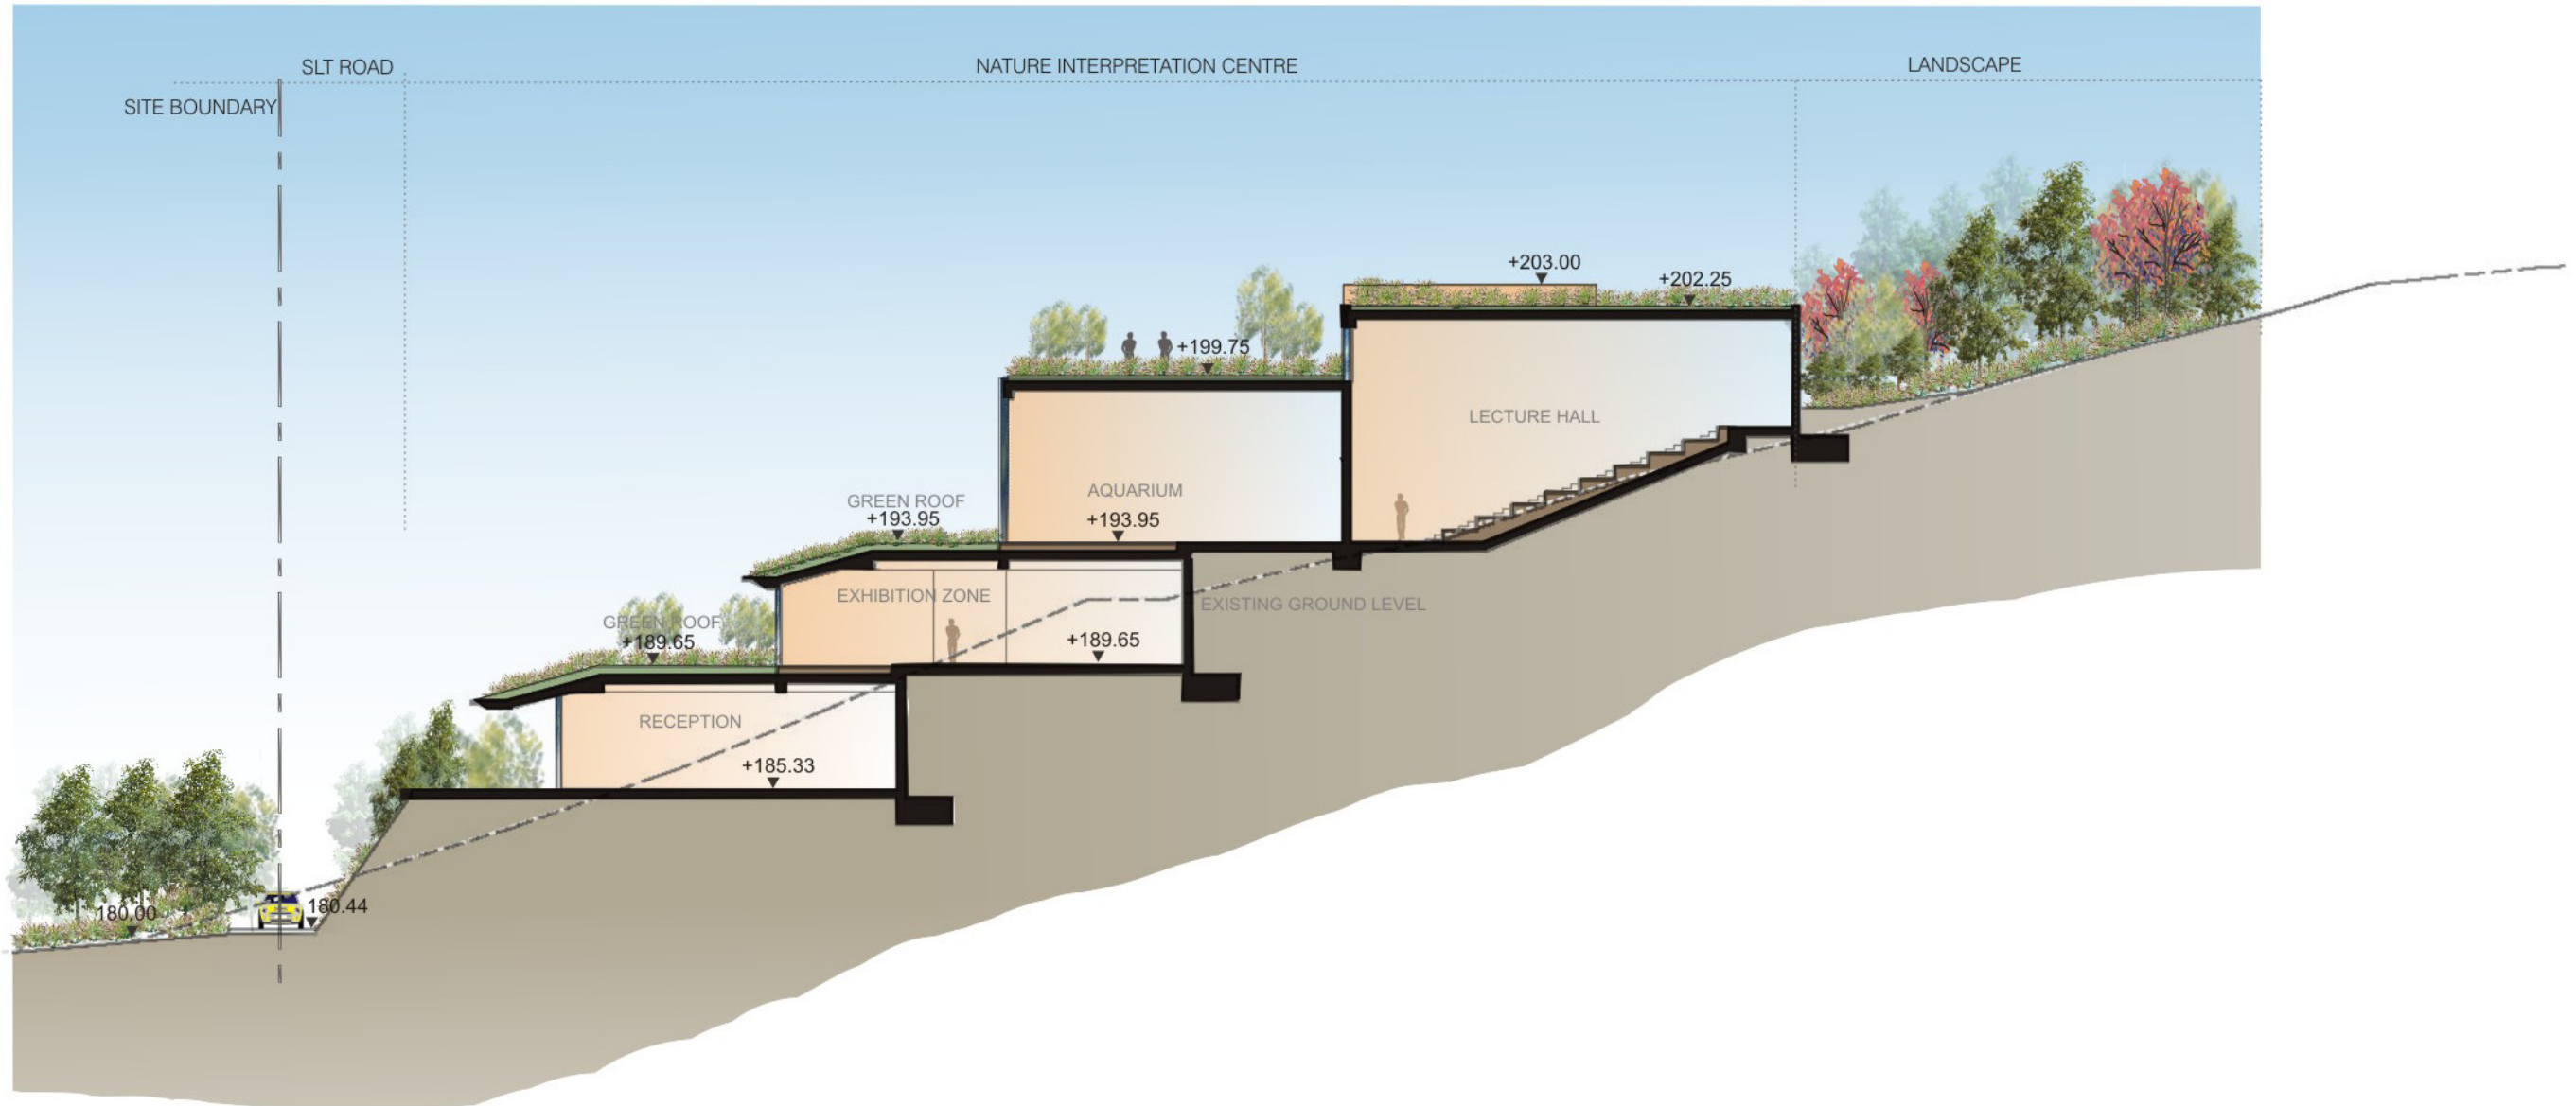 SLT ROAD
NATURE INTERPRETATION CENTRE
LANDSCAPE
SITE BOUNDARY
+203.00
+202.25
+199.75
LECTURE HALL
AQUARIUM
+193.95
GREEN ROOF
+193.95
EXHIBITION ZONE
EXISTING GROUND LEVEL
+189.65
GREEN ROOF
+189.65
RECEPTION
+185.33
180.00
180.44